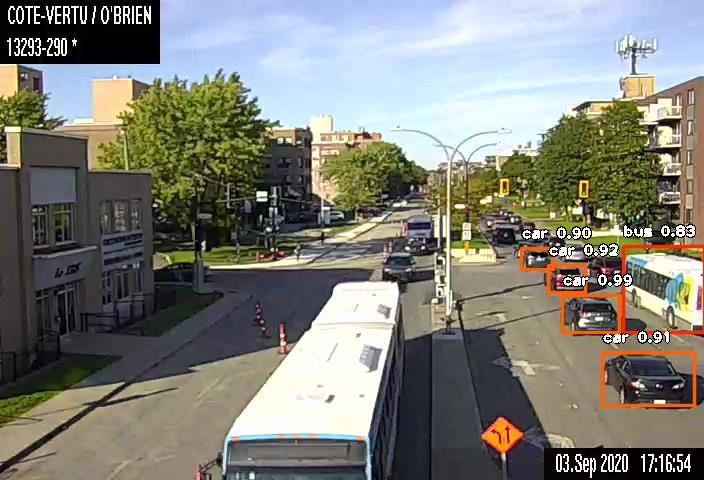 COTE-VERTU / O'BRIEN
13293-290 *
car 0.90
car 0.92
bus 0.83
car 0.99
car 0.91
03.Sep 2020 17:16:54